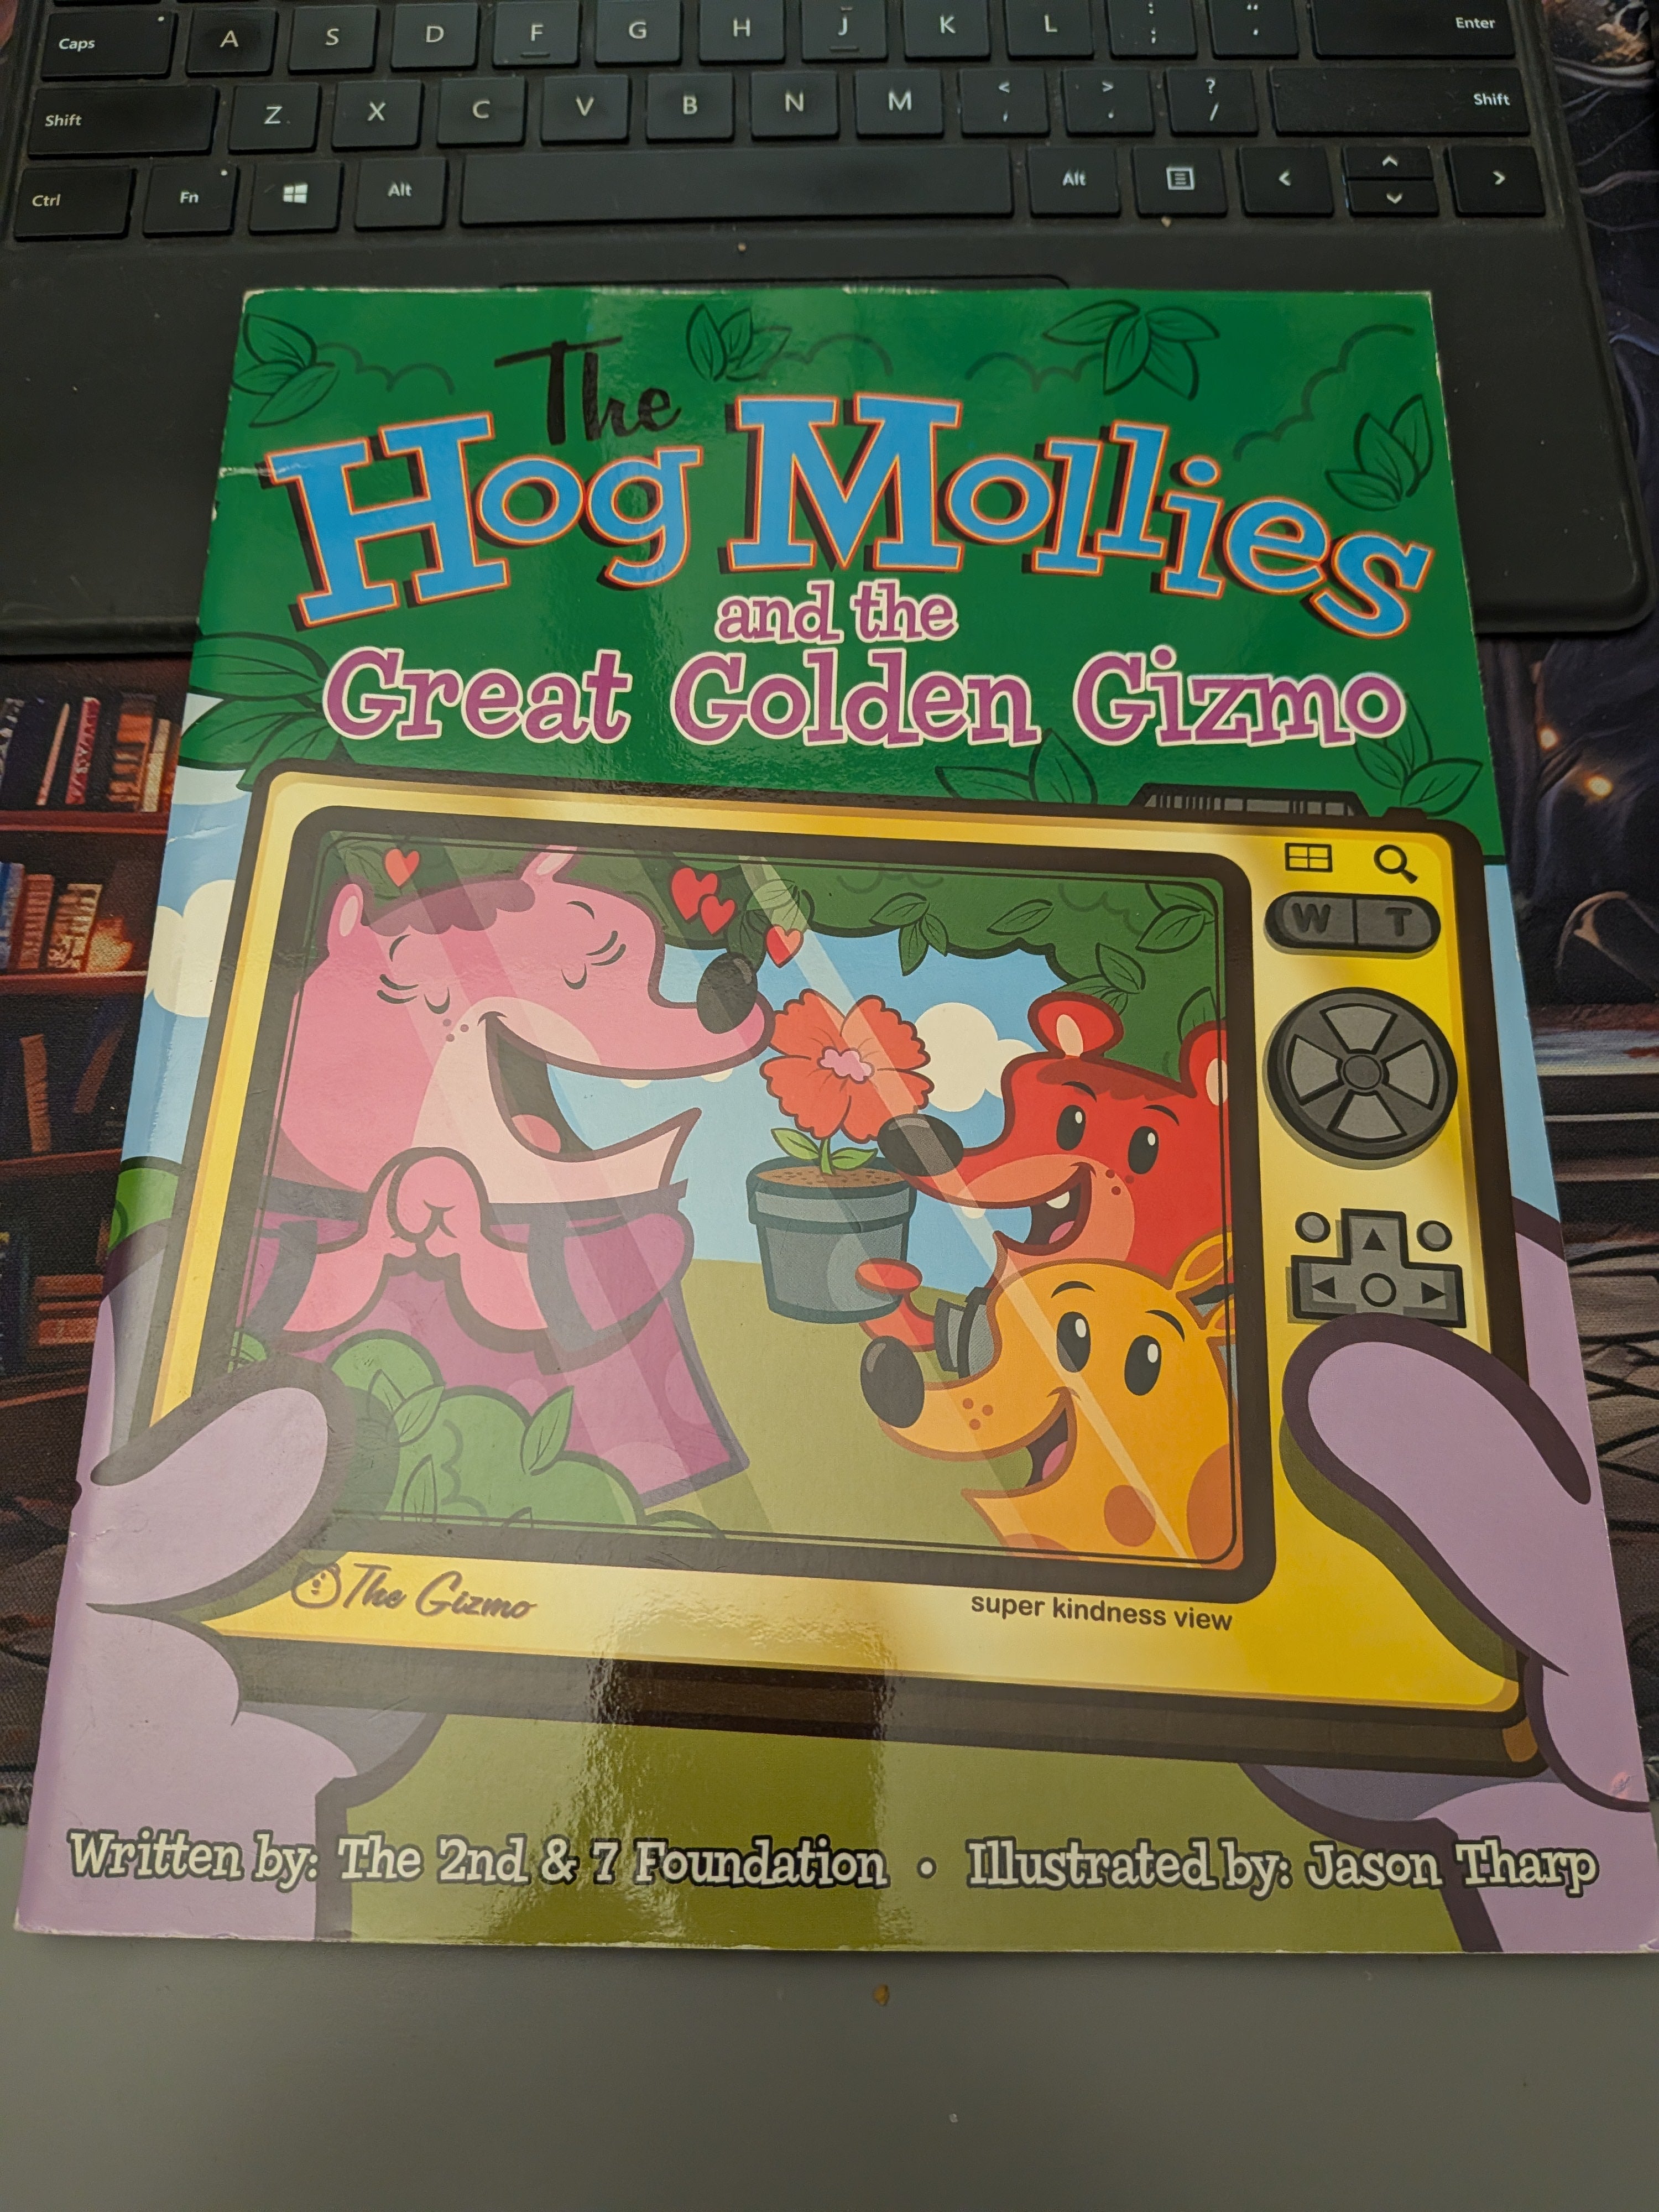 Caps A S D F G H J K L : ; " ' Enter
Shift Z X C V B N M < , > . ? / Shift
Ctrl Fn Alt Alt < ^ >
The
Hog Mollies
and the
Great Golden Gizmo
W T
The Gizmo
super kindness view
Written by: The 2nd & 7 Foundation • Illustrated by: Jason Tharp